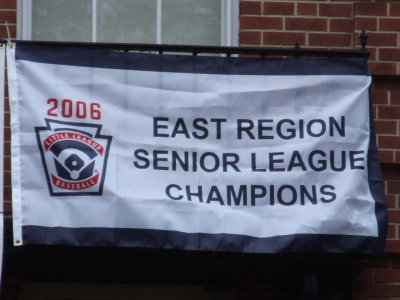 2006
LITTLE LEAGUE
BASEBALL
EAST REGION
SENIOR LEAGUE
CHAMPIONS